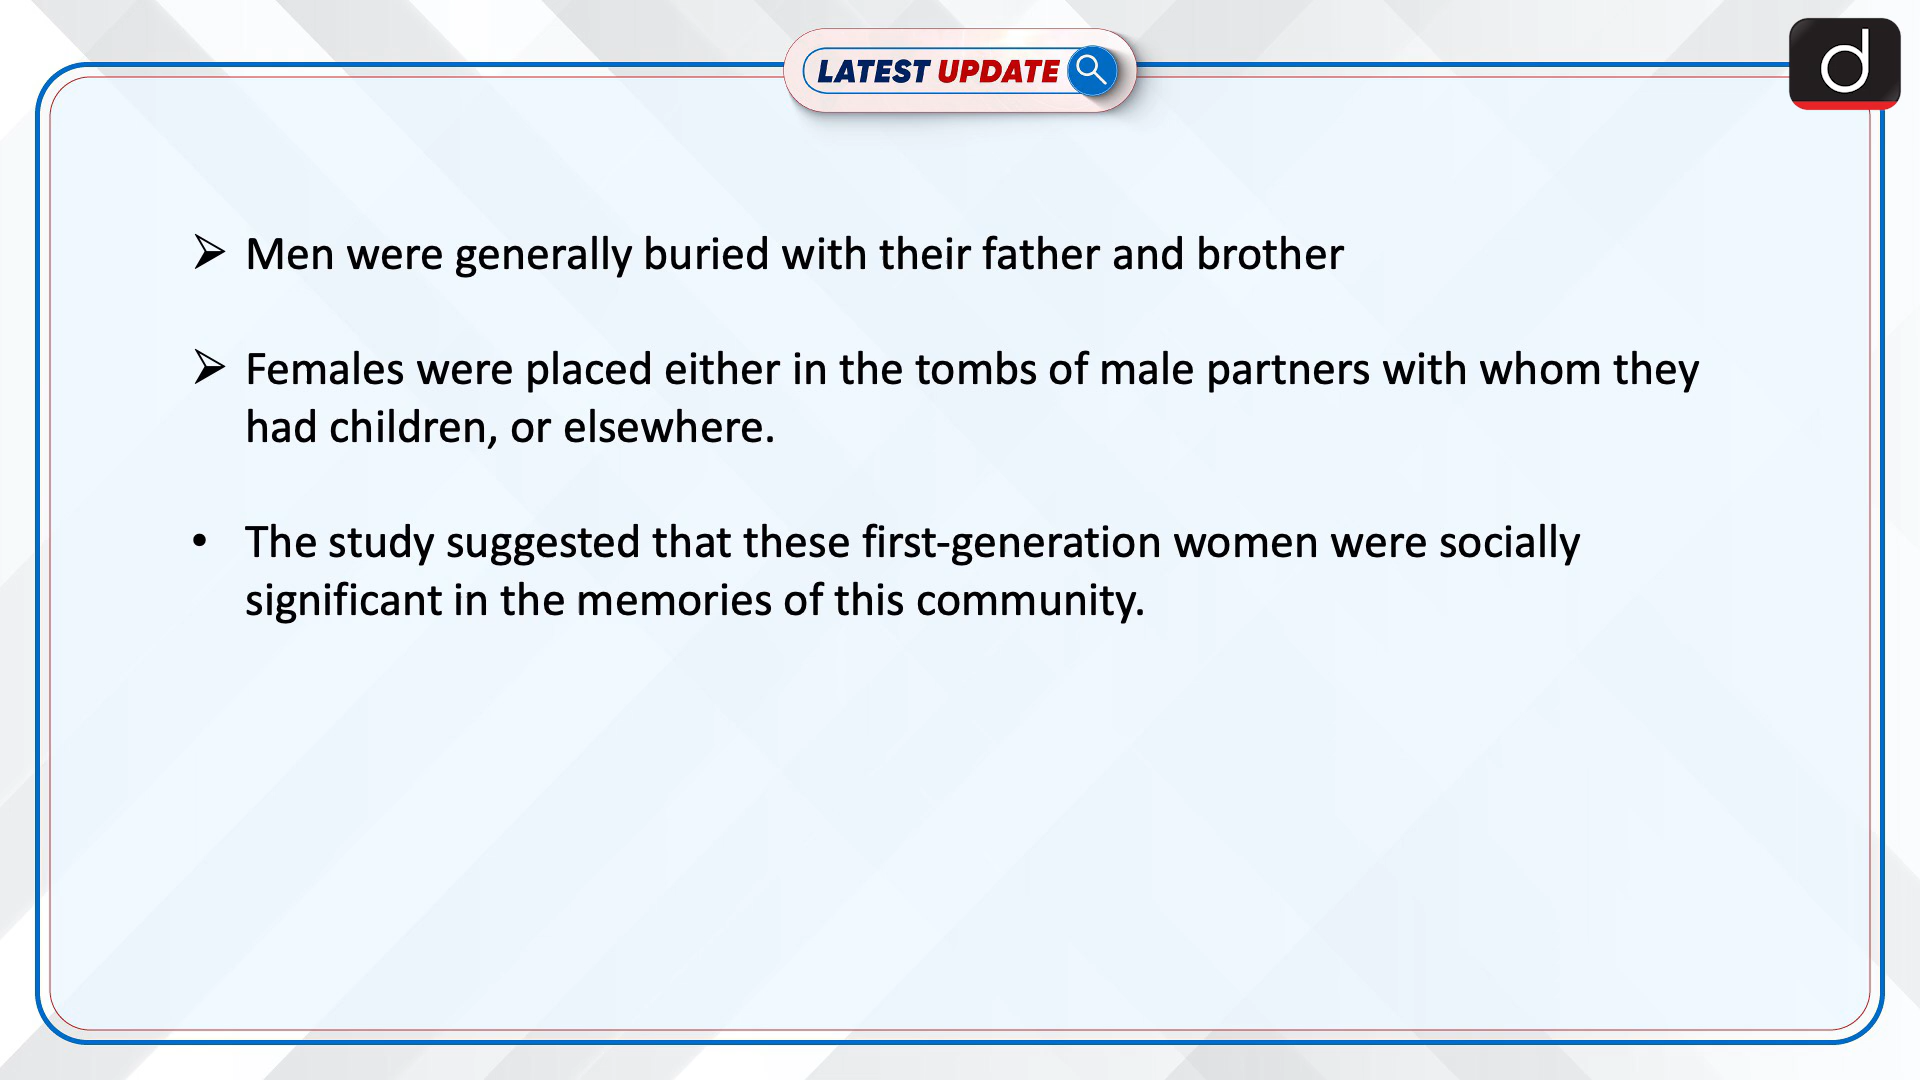 LATEST UPDATE
d
➢ Men were generally buried with their father and brother
➢ Females were placed either in the tombs of male partners with whom they
had children, or elsewhere.
• The study suggested that these first-generation women were socially
significant in the memories of this community.